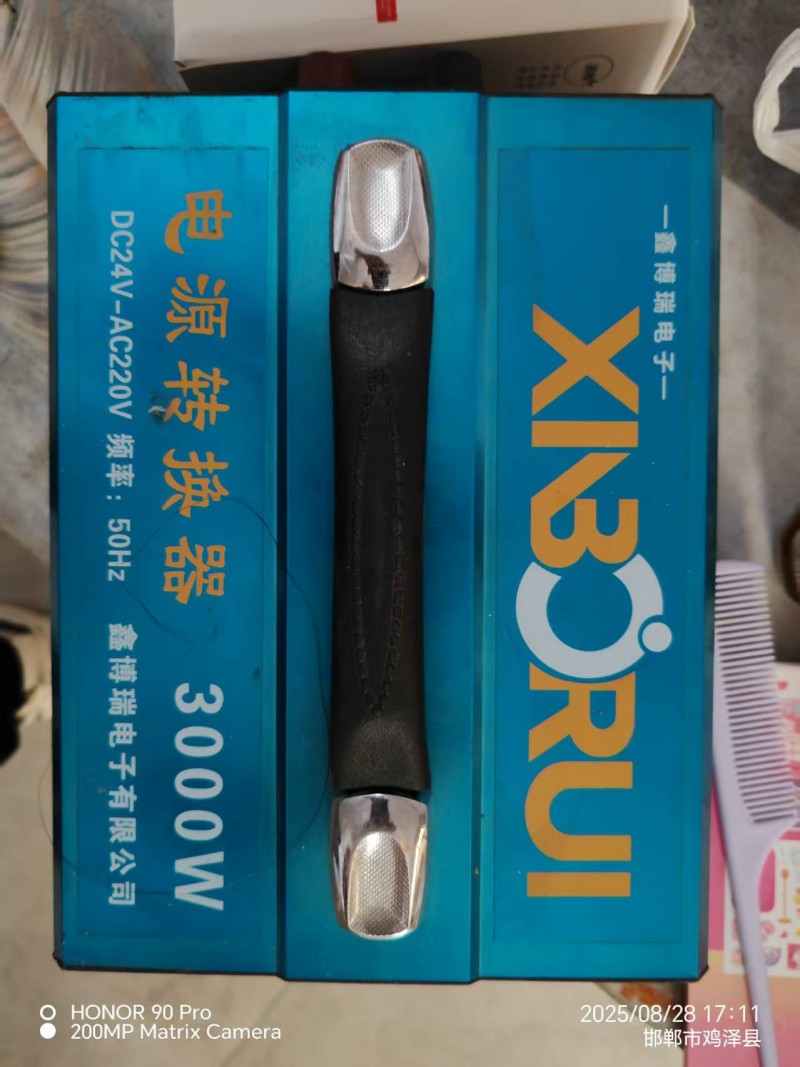 一鑫博瑞电子一
XINBORUI
电源转换器 3000W
DC24V-AC220V 频率：50Hz 鑫博瑞电子有限公司
HONOR 90 Pro
200MP Matrix Camera
2025/08/28 17:11
邯郸市鸡泽县